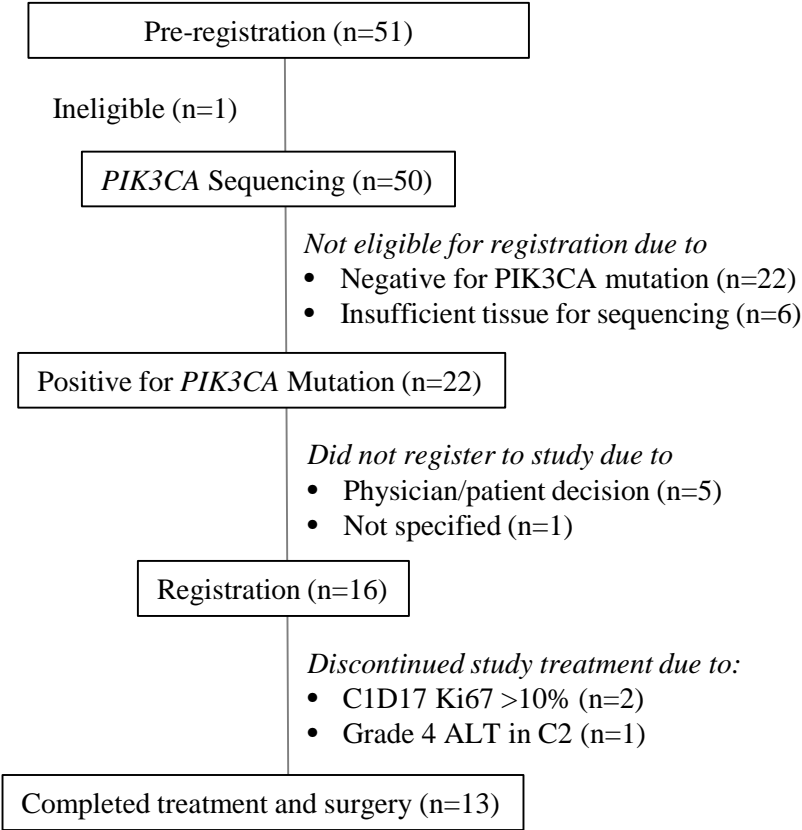 Pre-registration (n=51)
Ineligible (n=1)
PIK3CA Sequencing (n=50)
Not eligible for registration due to
• Negative for PIK3CA mutation (n=22)
• Insufficient tissue for sequencing (n=6)
Positive for PIK3CA Mutation (n=22)
Did not register to study due to
• Physician/patient decision (n=5)
• Not specified (n=1)
Registration (n=16)
Discontinued study treatment due to:
• C1D17 Ki67 >10% (n=2)
• Grade 4 ALT in C2 (n=1)
Completed treatment and surgery (n=13)